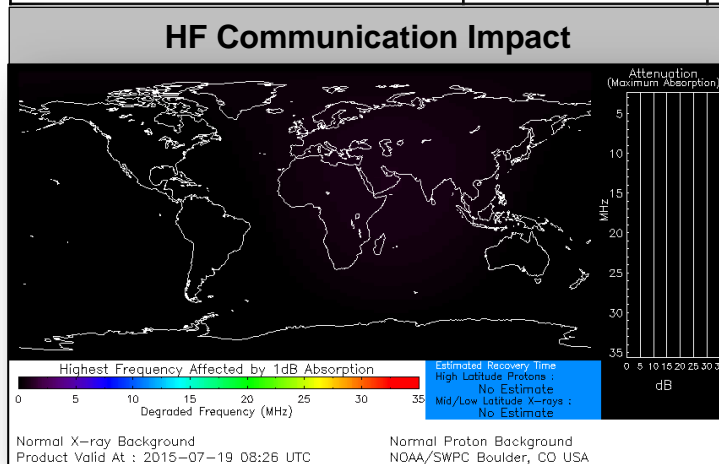 HF Communication Impact
Attenuation
(Maximum Absorption)
5
10
15
20
25
30
35
MHz
0 5 10 15 20 25 30 3
dB
Highest Frequency Affected by 1dB Absorption
0 5 10 15 20 25 30 35
Degraded Frequency (MHz)
Estimated Recovery Time
High Latitude Protons :
No Estimate
Mid/Low Latitude X-rays :
No Estimate
Normal X-ray Background
Product Valid At : 2015-07-19 08:26 UTC
Normal Proton Background
NOAA/SWPC Boulder, CO USA